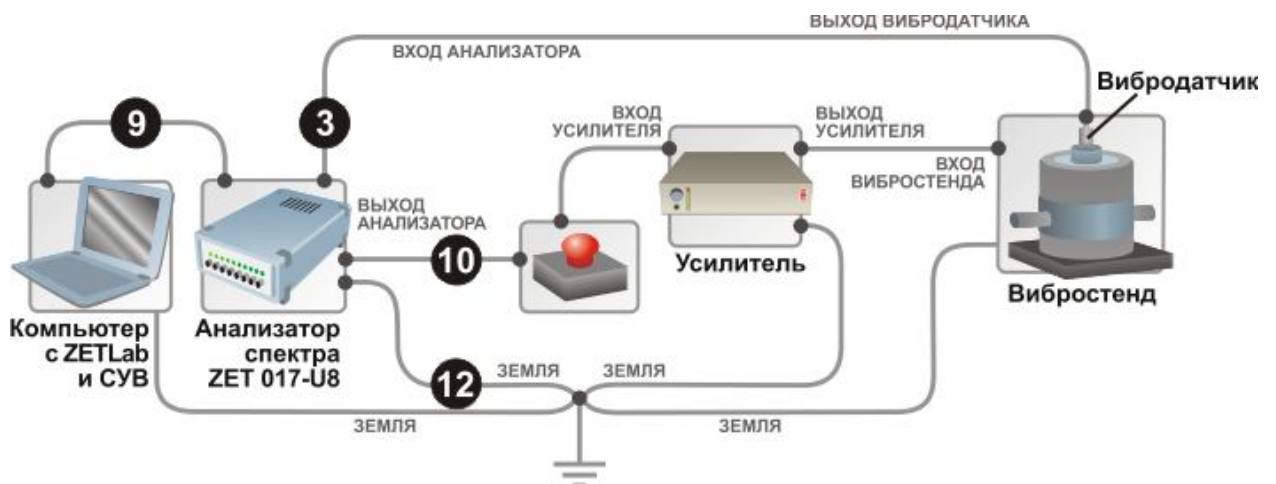 ВЫХОД ВИБРОДАТЧИКА
ВХОД АНАЛИЗАТОРА
Вибродатчик
9
3
ВХОД
УСИЛИТЕЛЯ
ВЫХОД
УСИЛИТЕЛЯ
ВХОД
ВИБРОСТЕНДА
ВЫХОД
АНАЛИЗАТОРА
10
Усилитель
Вибростенд
Компьютер
с ZETLab
и СУВ
Анализатор
спектра
ZET 017-U8
12
ЗЕМЛЯ
ЗЕМЛЯ
ЗЕМЛЯ
ЗЕМЛЯ